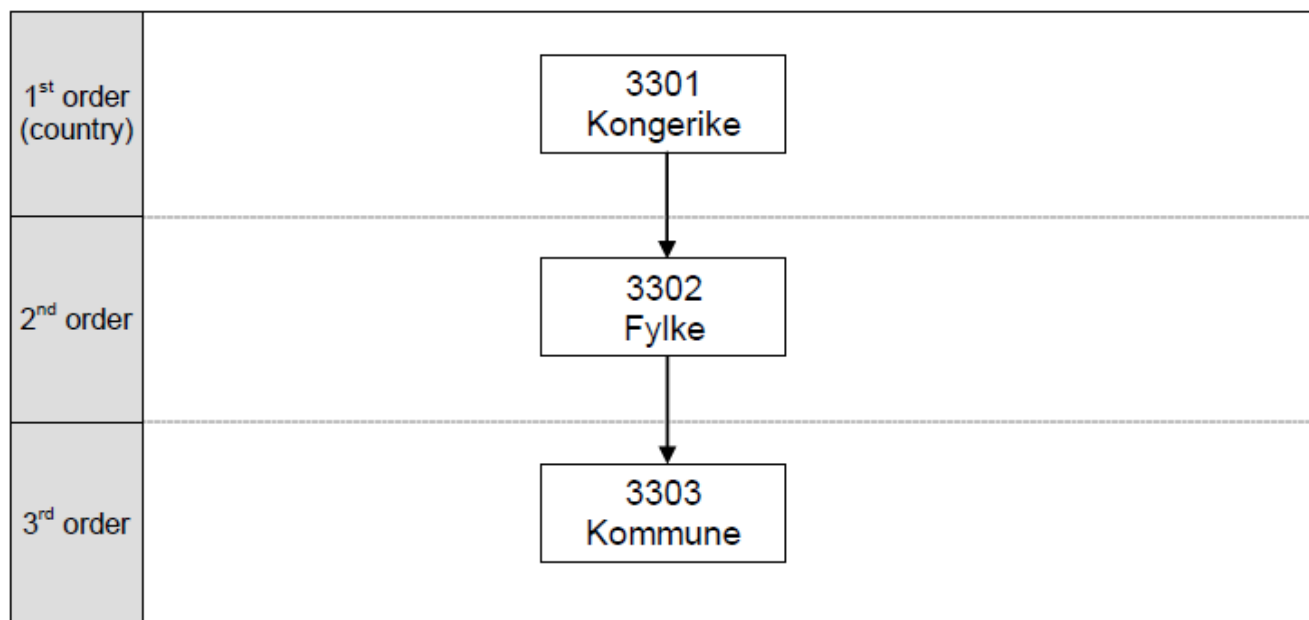 1st order
(country)
3301
Kongerike
2nd order
3302
Fylke
3rd order
3303
Kommune